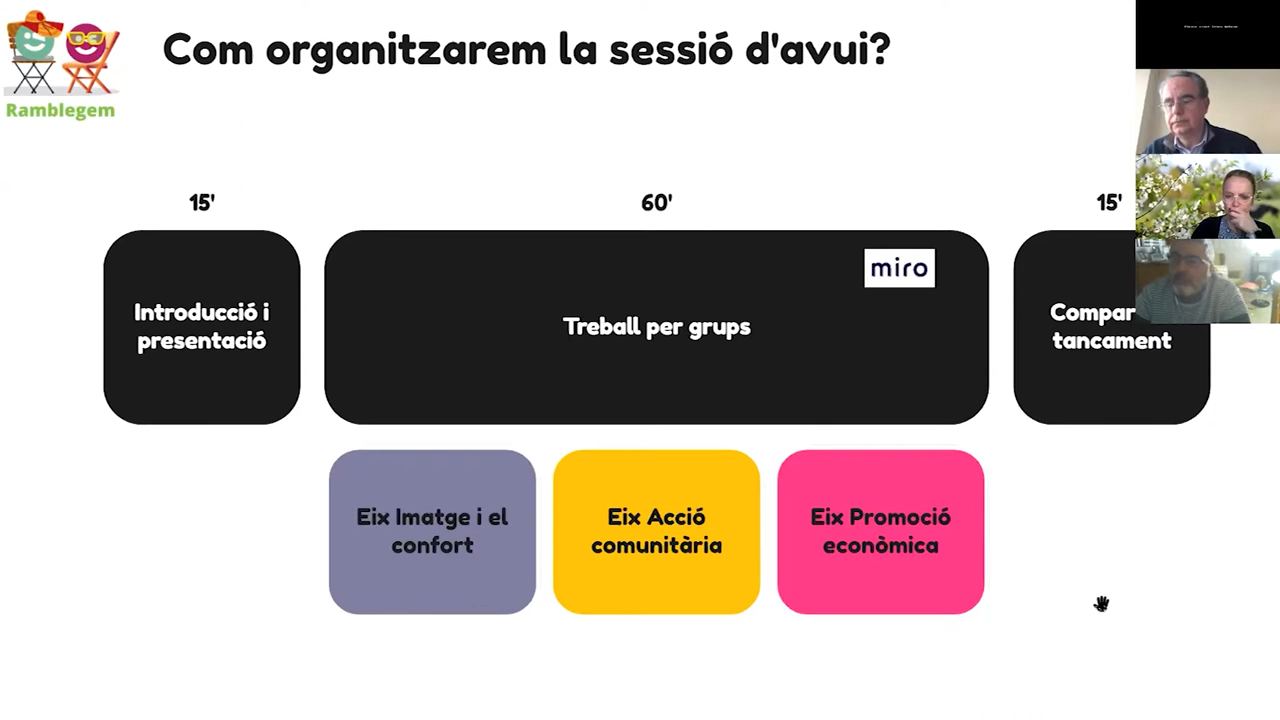 Com organitzarem la sessió d'avui?
Ramblegem
15'
60'
15'
Introducció i
presentació
miro
Treball per grups
Compar
tancament
Eix Imatge i el
confort
Eix Acció
comunitària
Eix Promoció
econòmica